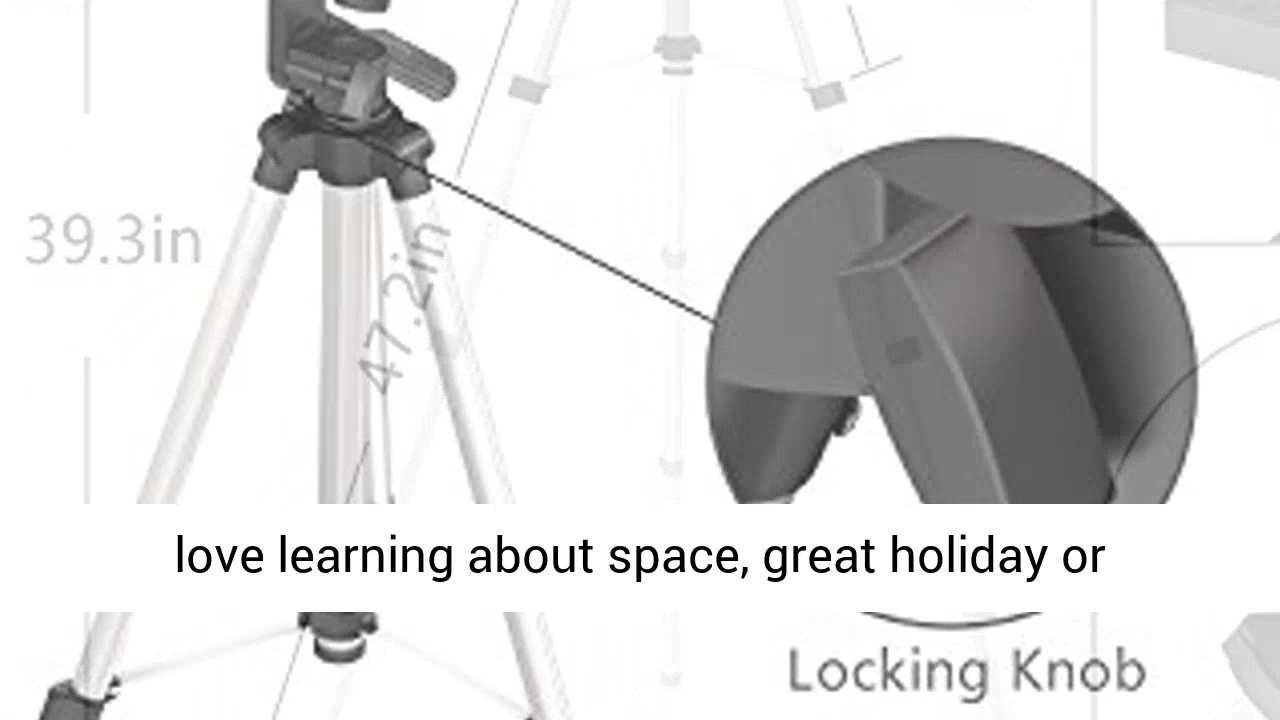 39.3in
47.2in
love learning about space, great holiday or
Locking Knob